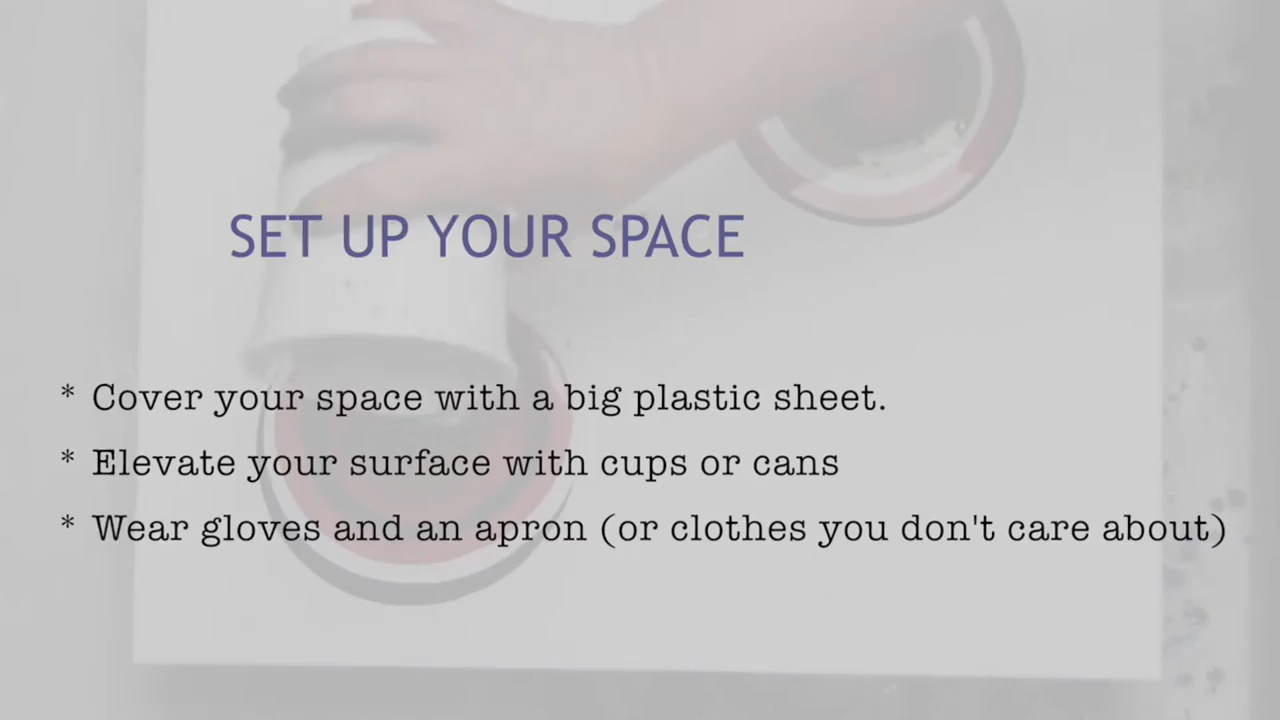 SET UP YOUR SPACE
* Cover your space with a big plastic sheet.
* Elevate your surface with cups or cans
* Wear gloves and an apron (or clothes you don't care about)